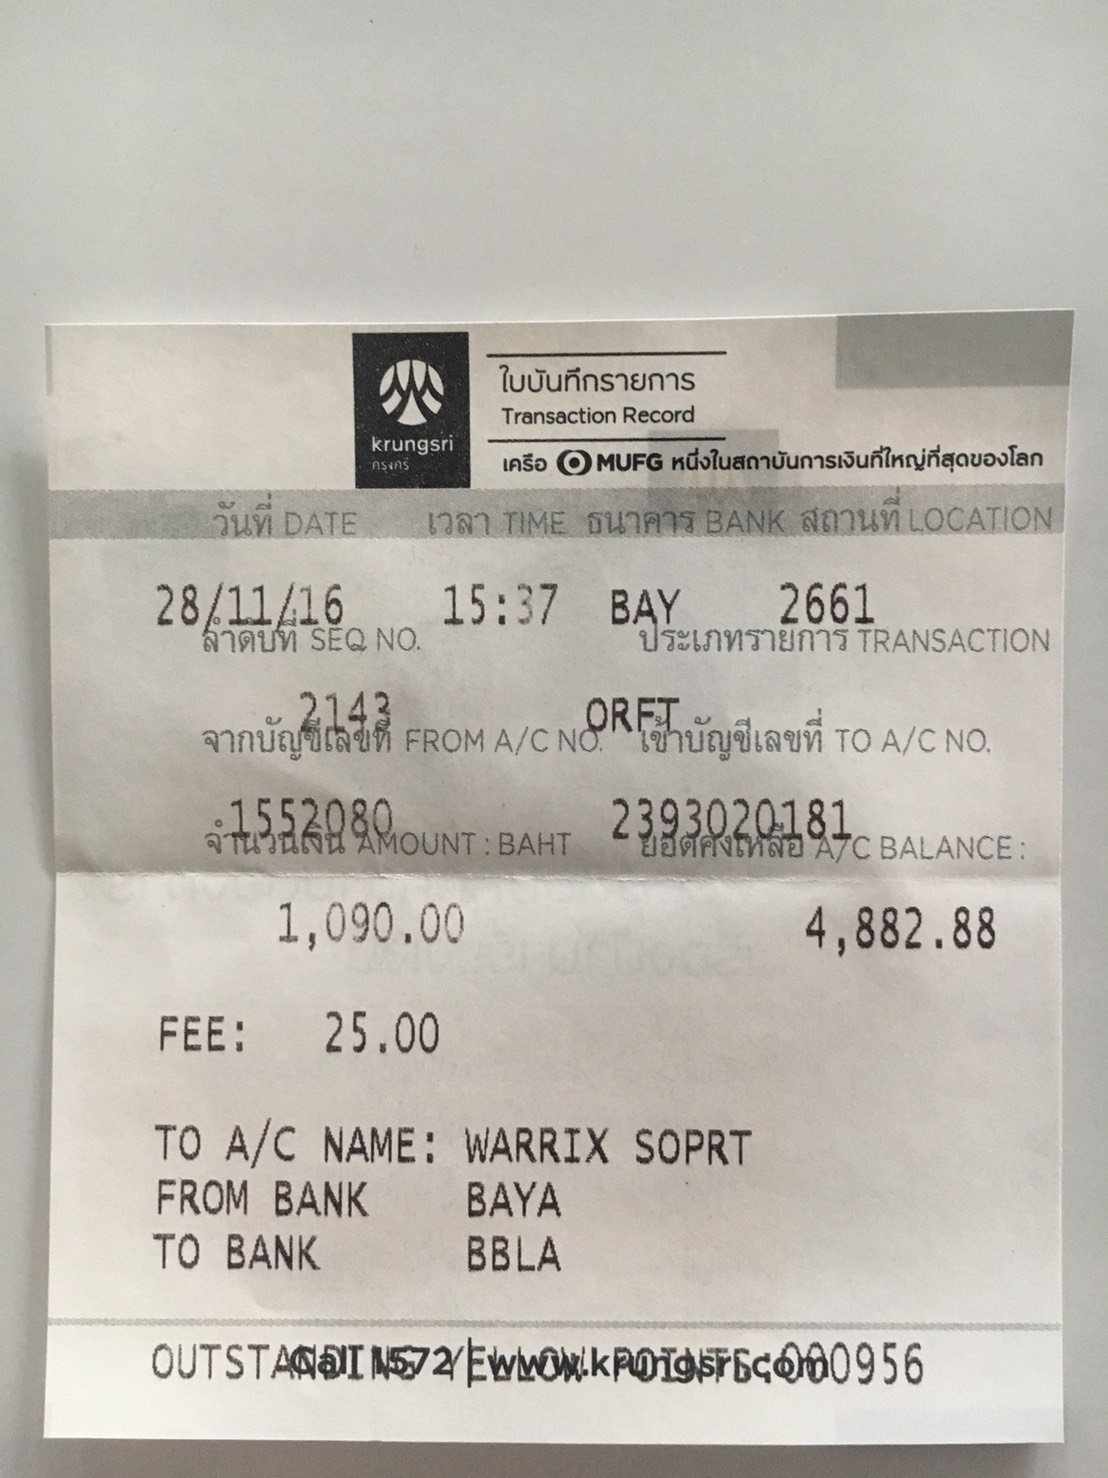 krungsri
กรุงศรี
ใบบันทึกรายการ
Transaction Record
เครือ MUFG หนึ่งในสถาบันการเงินที่ใหญ่ที่สุดของโลก
วันที่ DATE เวลา TIME ธนาคาร BANK สถานที่ LOCATION
28/11/16 15:37 BAY 2661
ลำดับที่ SEQ NO. ประเภทรายการ TRANSACTION
2143 ORFT
จากบัญชีเลขที่ FROM A/C NO. เข้าบัญชีเลขที่ TO A/C NO.
1552080 2393020181
จำนวนเงิน AMOUNT : BAHT ยอดคงเหลือ A/C BALANCE :
1,090.00 4,882.88
FEE: 25.00
TO A/C NAME: WARRIX SOPRT
FROM BANK BAYA
TO BANK BBLA
OUTSTANDING YELLOW POINTS:000956
Call 1572 | www.krungsri.com